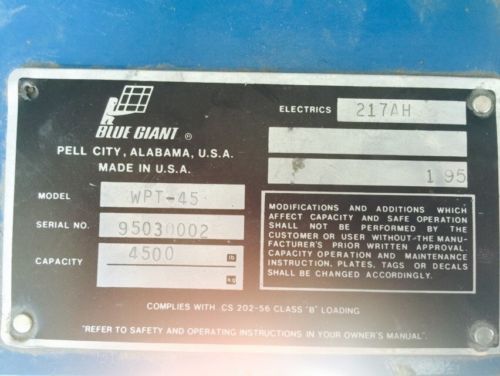 BLUE GIANT ®
PELL CITY, ALABAMA, U.S.A.
MADE IN U.S.A.
ELECTRICS 217AH
1 95
MODEL WPT-45
SERIAL NO. 95030002
CAPACITY 4500 lb
kg
MODIFICATIONS AND ADDITIONS WHICH
AFFECT CAPACITY AND SAFE OPERATION
SHALL NOT BE PERFORMED BY THE
CUSTOMER OR USER WITHOUT THE MANU-
FACTURER'S PRIOR WRITTEN APPROVAL.
CAPACITY OPERATION AND MAINTENANCE
INSTRUCTION, PLATES, TAGS OR DECALS
SHALL BE CHANGED ACCORDINGLY.
COMPLIES WITH CS 202-56 CLASS "B" LOADING
"REFER TO SAFETY AND OPERATING INSTRUCTIONS IN YOUR OWNER'S MANUAL".